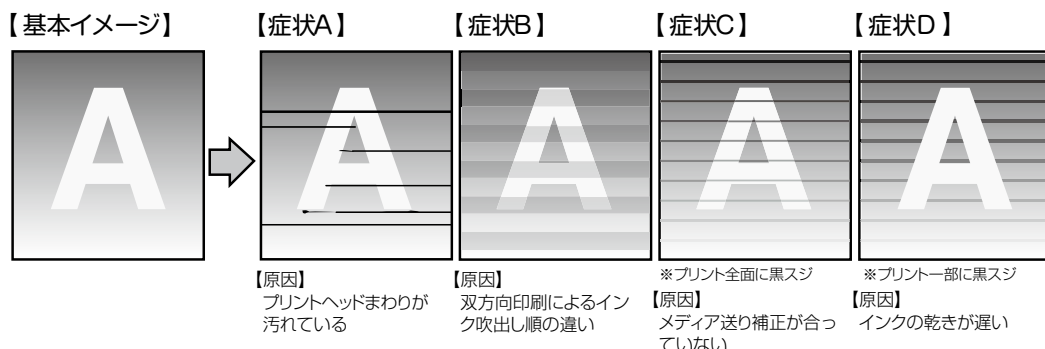 【基本イメージ】
【症状A】
【症状B】
【症状C】
【症状D】
A
A
A
A
A
【原因】
プリントヘッドまわりが
汚れている
【原因】
双方向印刷によるイン
ク吹出し順の違い
※プリント全面に黒スジ
【原因】
メディア送り補正が合っ
ていない
※プリント一部に黒スジ
【原因】
インクの乾きが遅い